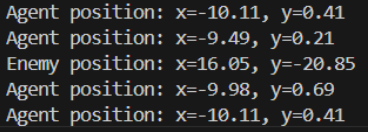 Agent position: x=-10.11, y=0.41
Agent position: x=-9.49, y=0.21
Enemy position: x=16.05, y=-20.85
Agent position: x=-9.98, y=0.69
Agent position: x=-10.11, y=0.41